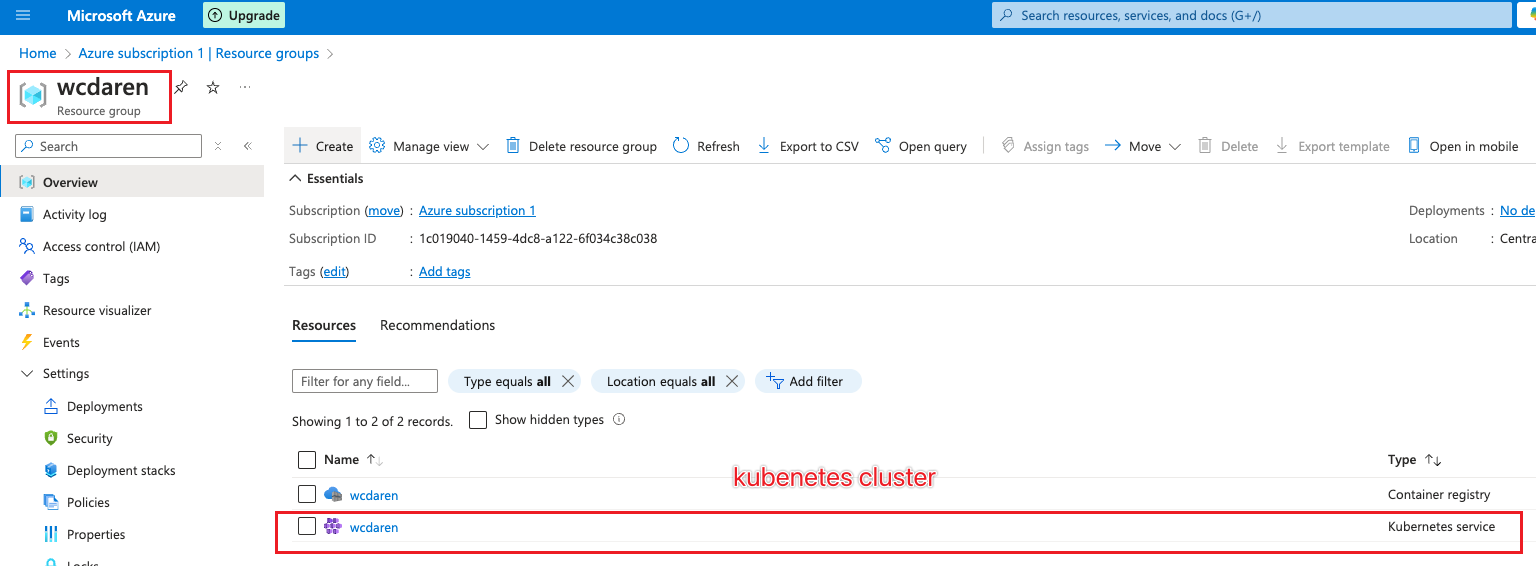 Microsoft Azure
Upgrade
Search resources, services, and docs (G+/)
Home > Azure subscription 1 | Resource groups >
wcdaren
Resource group
Search
Overview
Activity log
Access control (IAM)
Tags
Resource visualizer
Events
Settings
Deployments
Security
Deployment stacks
Policies
Properties
Locks
Create Manage view Delete resource group Refresh Export to CSV Open query Assign tags Move Delete Export template Open in mobile
Essentials
Subscription (move) : Azure subscription 1
Deployments : No de
Subscription ID : 1c019040-1459-4dc8-a122-6f034c38c038
Location : Centra
Tags (edit) : Add tags
Resources Recommendations
Filter for any field... Type equals all Location equals all Add filter
Showing 1 to 2 of 2 records. Show hidden types
Name Type
kubenetes cluster
wcdaren Container registry
wcdaren Kubernetes service